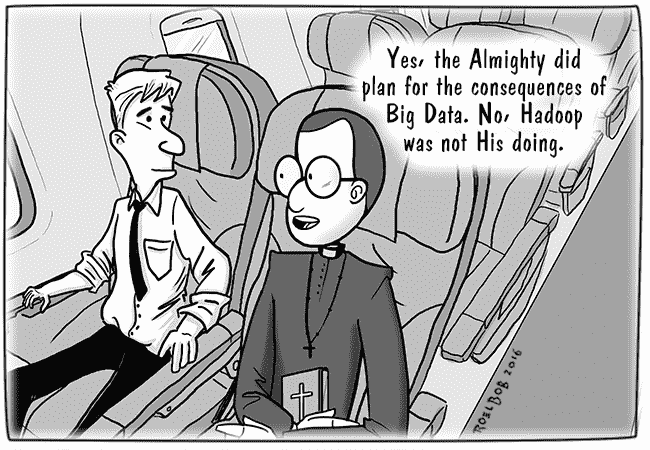 Yes, the Almighty did
plan for the consequences of
Big Data. No, Hadoop
was not His doing.
ROELBOB 2016